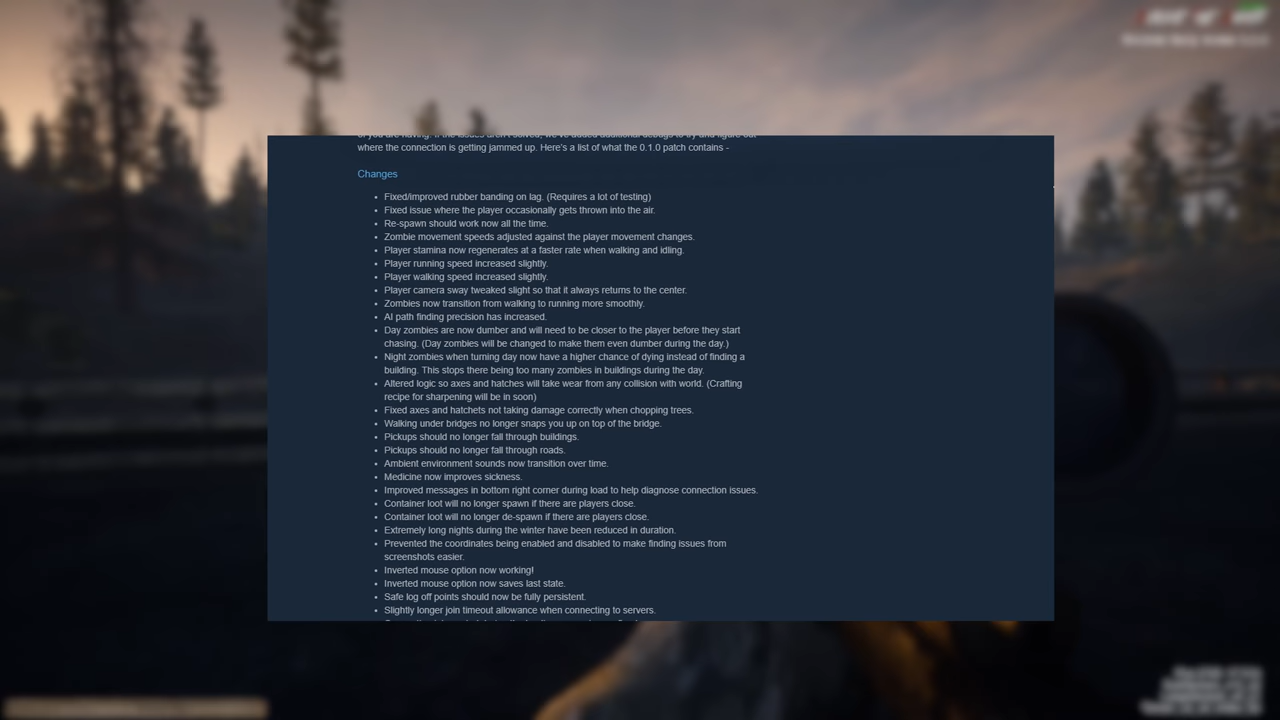 where the connection is getting jammed up. Here's a list of what the 0.1.0 patch contains -
Changes
• Fixed/improved rubber banding on lag. (Requires a lot of testing)
• Fixed issue where the player occasionally gets thrown into the air.
• Re-spawn should work now all the time.
• Zombie movement speeds adjusted against the player movement changes.
• Player stamina now regenerates at a faster rate when walking and idling.
• Player running speed increased slightly.
• Player walking speed increased slightly.
• Player camera sway tweaked slight so that it always returns to the center.
• Zombies now transition from walking to running more smoothly.
• AI path finding precision has increased.
• Day zombies are now dumber and will need to be closer to the player before they start
chasing. (Day zombies will be changed to make them even dumber during the day.)
• Night zombies when turning day now have a higher chance of dying instead of finding a
building. This stops there being too many zombies in buildings during the day.
• Altered logic so axes and hatches will take wear from any collision with world. (Crafting
recipe for sharpening will be in soon)
• Fixed axes and hatchets not taking damage correctly when chopping trees.
• Walking under bridges no longer snaps you up on top of the bridge.
• Pickups should no longer fall through buildings.
• Pickups should no longer fall through roads.
• Ambient environment sounds now transition over time.
• Medicine now improves sickness.
• Improved messages in bottom right corner during load to help diagnose connection issues.
• Container loot will no longer spawn if there are players close.
• Container loot will no longer de-spawn if there are players close.
• Extremely long nights during the winter have been reduced in duration.
• Prevented the coordinates being enabled and disabled to make finding issues from
screenshots easier.
• Inverted mouse option now working!
• Inverted mouse option now saves last state.
• Safe log off points should now be fully persistent.
• Slightly longer join timeout allowance when connecting to servers.